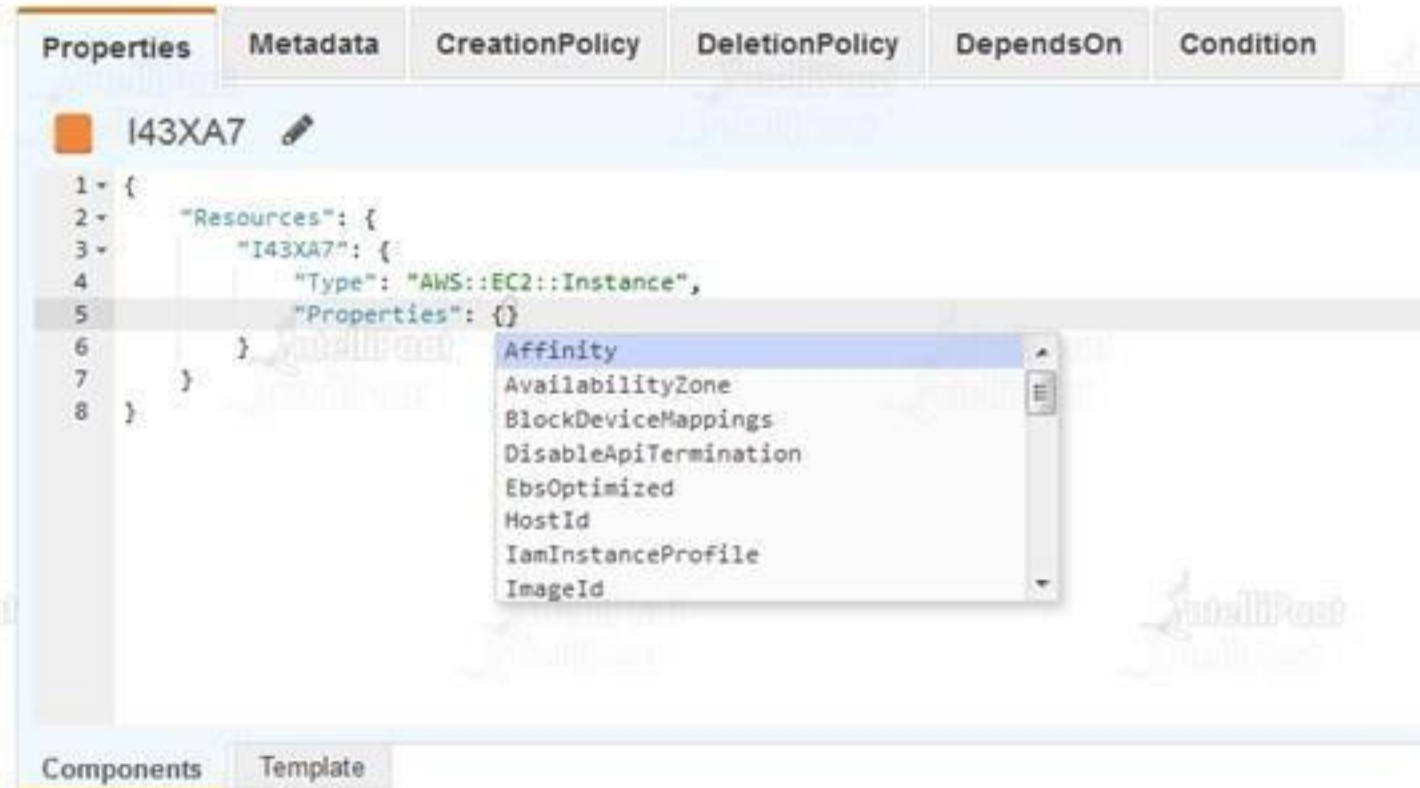 Properties Metadata CreationPolicy DeletionPolicy DependsOn Condition
I43XA7
1 {
2 "Resources": {
3 "I43XA7": {
4 "Type": "AWS::EC2::Instance",
5 "Properties": {}
6 }
7 }
8 }
Affinity
AvailabilityZone
BlockDeviceMappings
DisableApiTermination
EbsOptimized
HostId
IamInstanceProfile
ImageId
IntelliPaat
Components Template